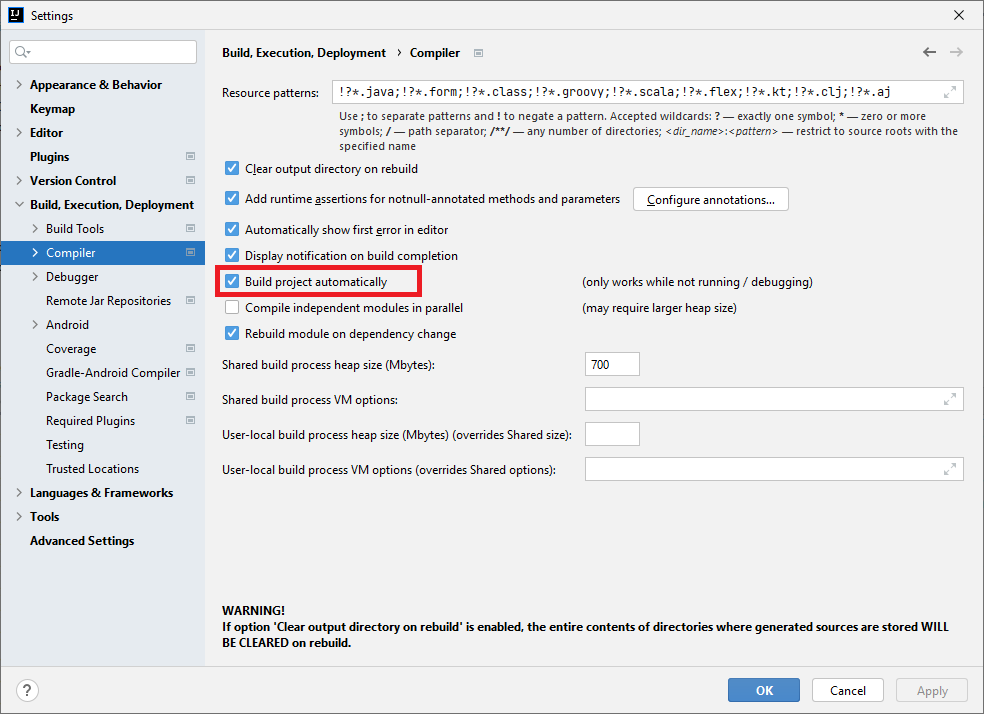 Settings
Appearance & Behavior
Keymap
Editor
Plugins
Version Control
Build, Execution, Deployment
Build Tools
Compiler
Debugger
Remote Jar Repositories
Android
Coverage
Gradle-Android Compiler
Package Search
Required Plugins
Testing
Trusted Locations
Languages & Frameworks
Tools
Advanced Settings
Build, Execution, Deployment › Compiler
Resource patterns: !?*.java;!?*.form;!?*.class;!?*.groovy;!?*.scala;!?*.flex;!?*.kt;!?*.clj;!?*.aj
Use ; to separate patterns and ! to negate a pattern. Accepted wildcards: ? — exactly one symbol; * — zero or more
symbols; / — path separator; /**/ — any number of directories; <dir_name>:<pattern> — restrict to source roots with the
specified name
Clear output directory on rebuild
Add runtime assertions for notnull-annotated methods and parameters Configure annotations...
Automatically show first error in editor
Display notification on build completion
Build project automatically (only works while not running / debugging)
Compile independent modules in parallel (may require larger heap size)
Rebuild module on dependency change
Shared build process heap size (Mbytes): 700
Shared build process VM options:
User-local build process heap size (Mbytes) (overrides Shared size):
User-local build process VM options (overrides Shared options):
WARNING!
If option 'Clear output directory on rebuild' is enabled, the entire contents of directories where generated sources are stored WILL
BE CLEARED on rebuild.
? OK Cancel Apply